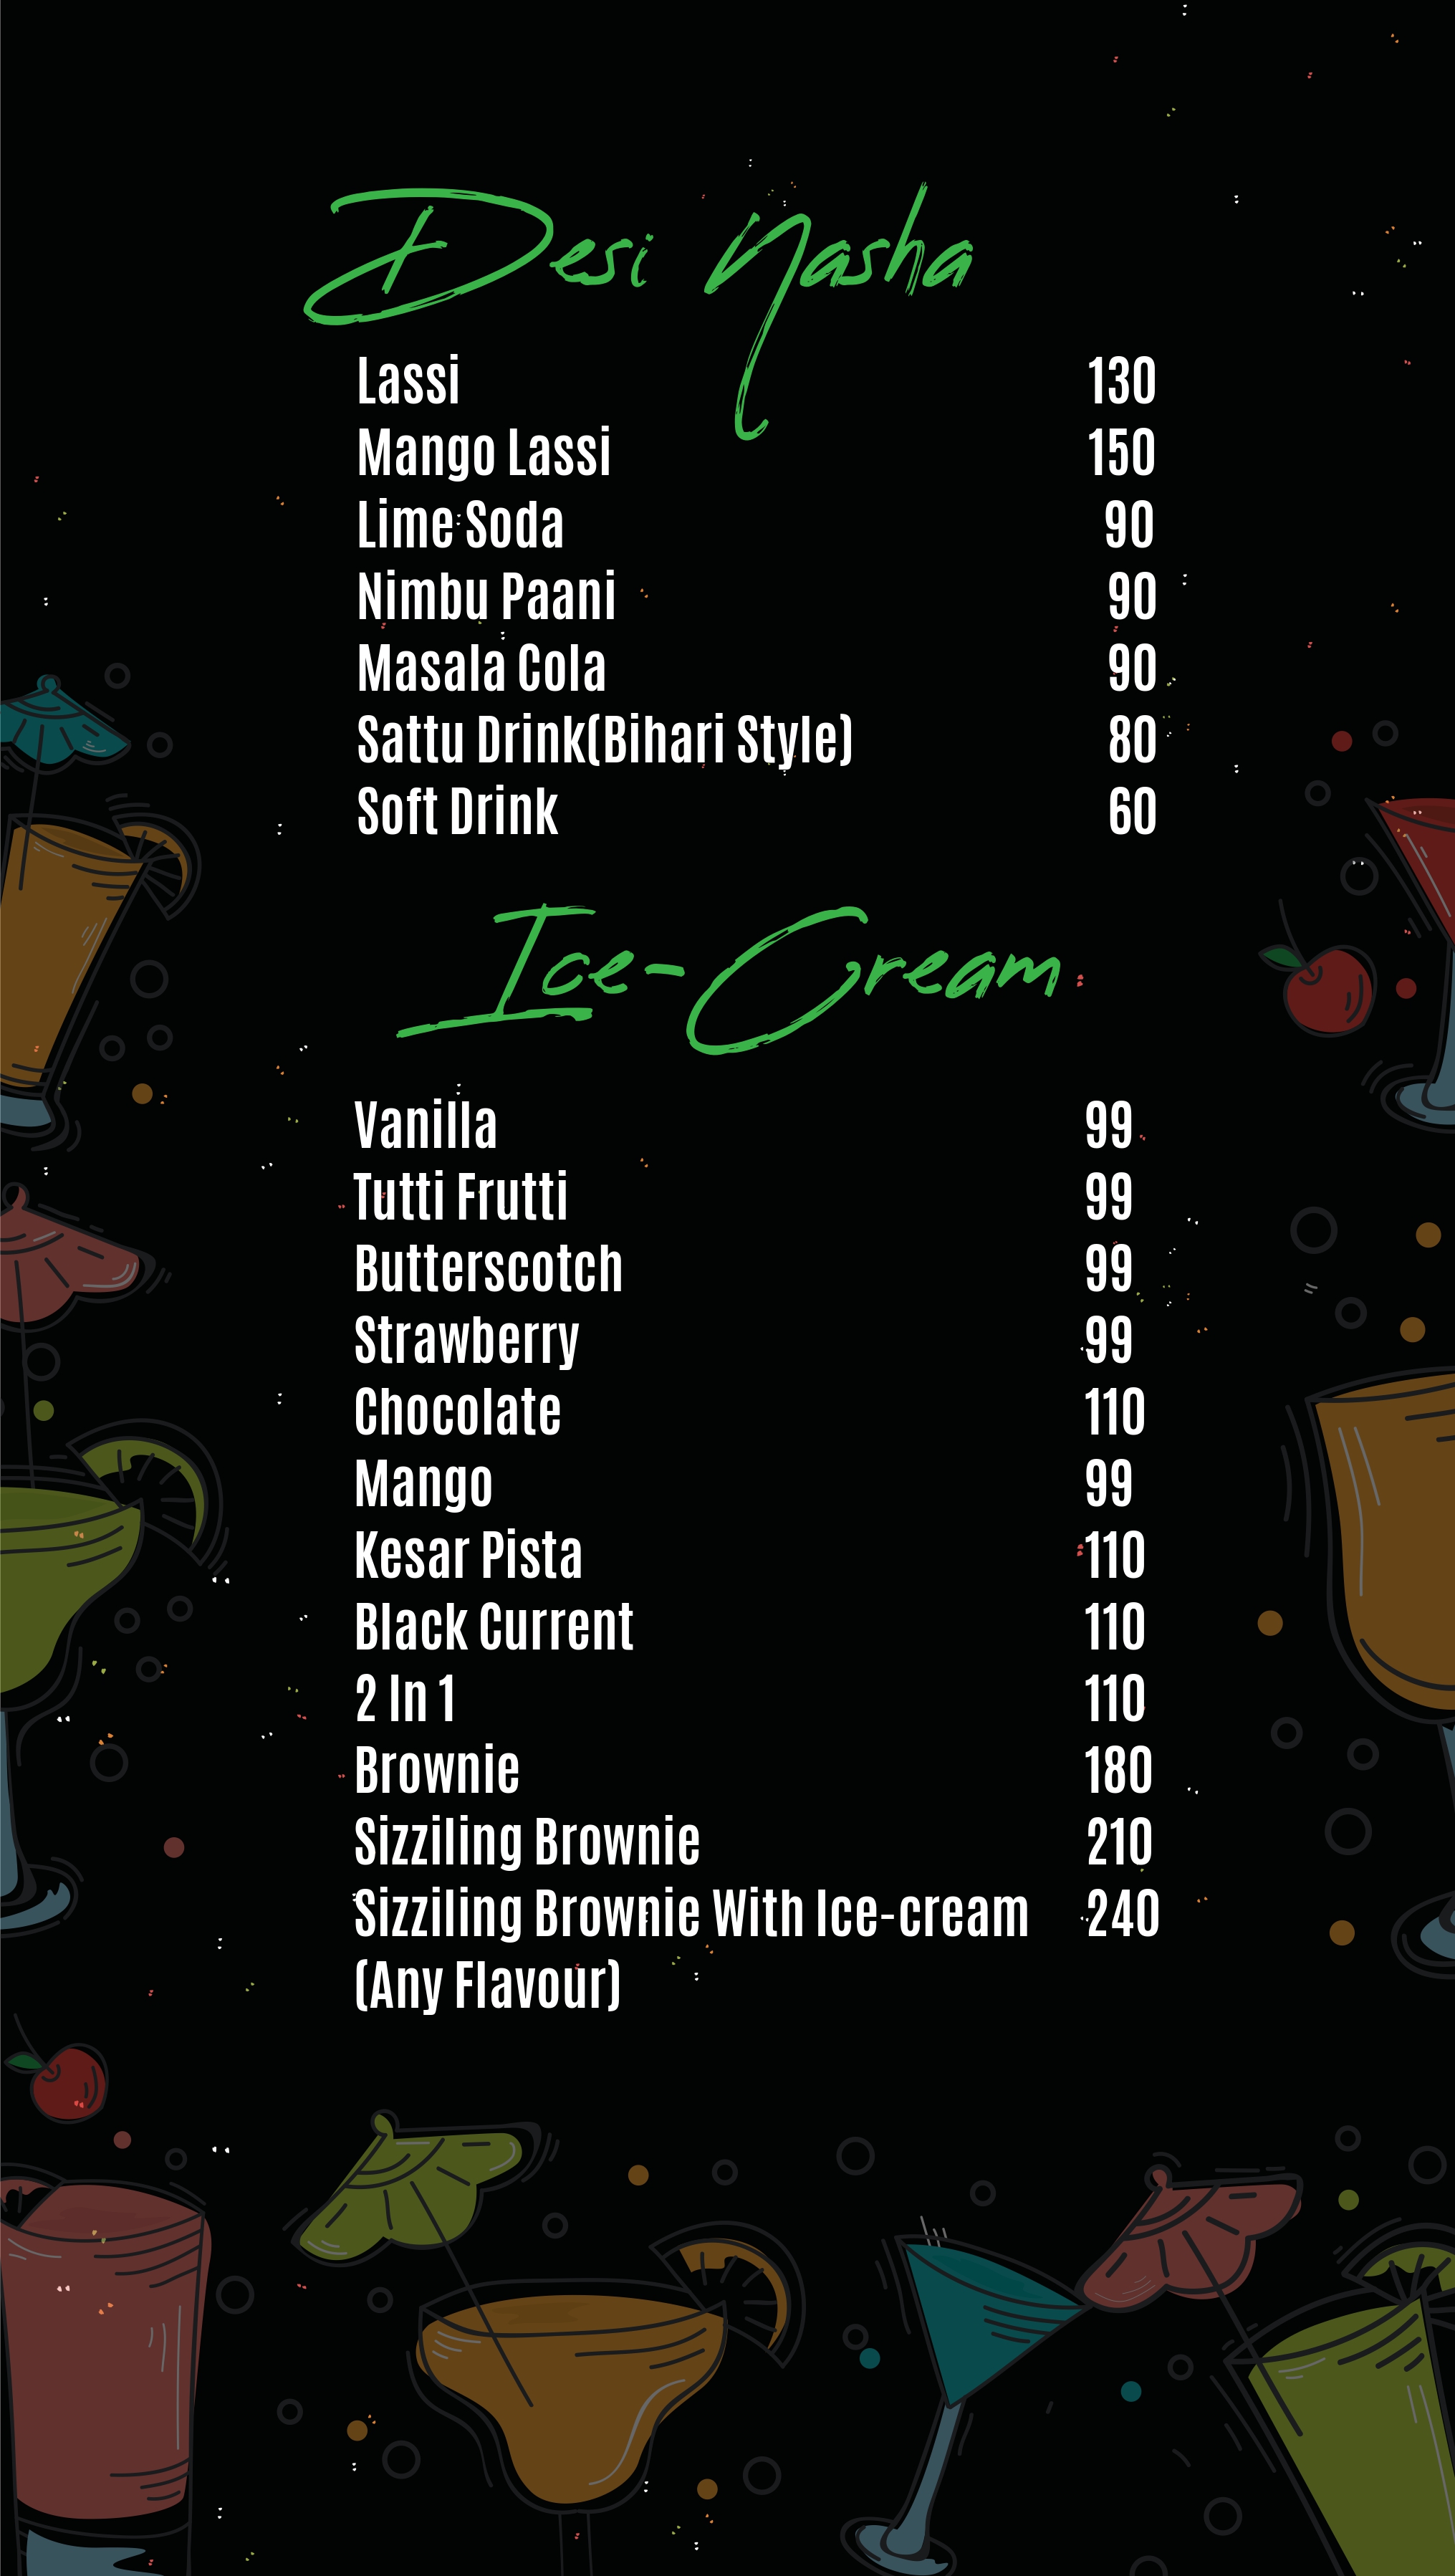 Desi Nasha
Lassi 130
Mango Lassi 150
Lime Soda 90
Nimbu Paani 90
Masala Cola 90
Sattu Drink(Bihari Style) 80
Soft Drink 60
Ice-Cream
Vanilla 99
Tutti Frutti 99
Butterscotch 99
Strawberry 99
Chocolate 110
Mango 99
Kesar Pista 110
Black Current 110
2 In 1 110
Brownie 180
Sizziling Brownie 210
Sizziling Brownie With Ice-cream 240
(Any Flavour)